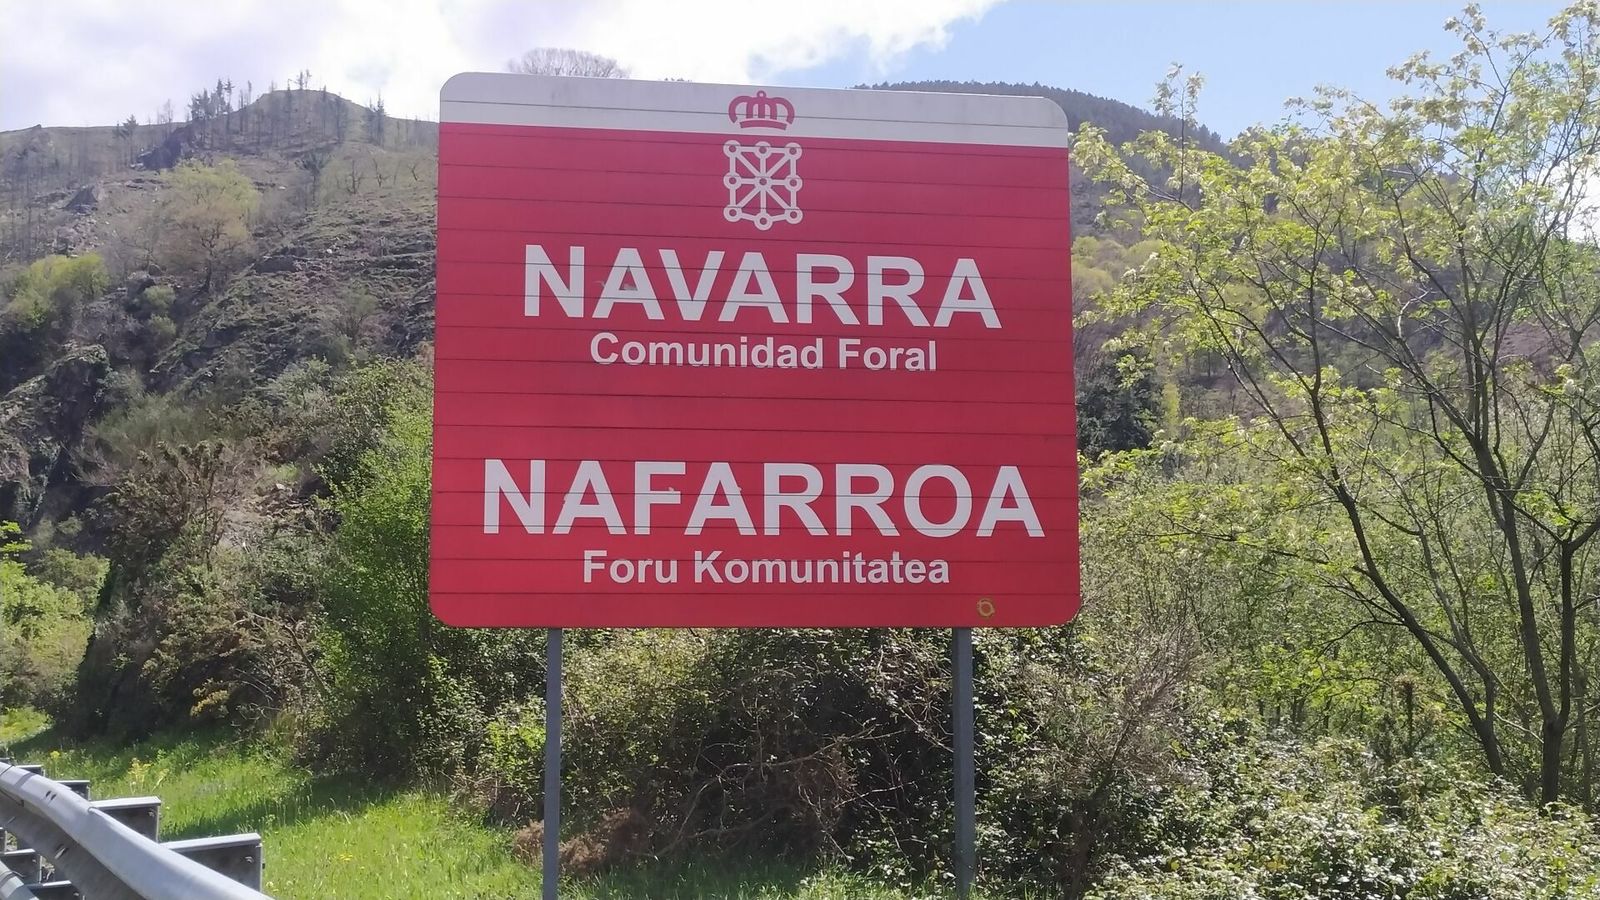 NAVARRA
Comunidad Foral
NAFARROA
Foru Komunitatea